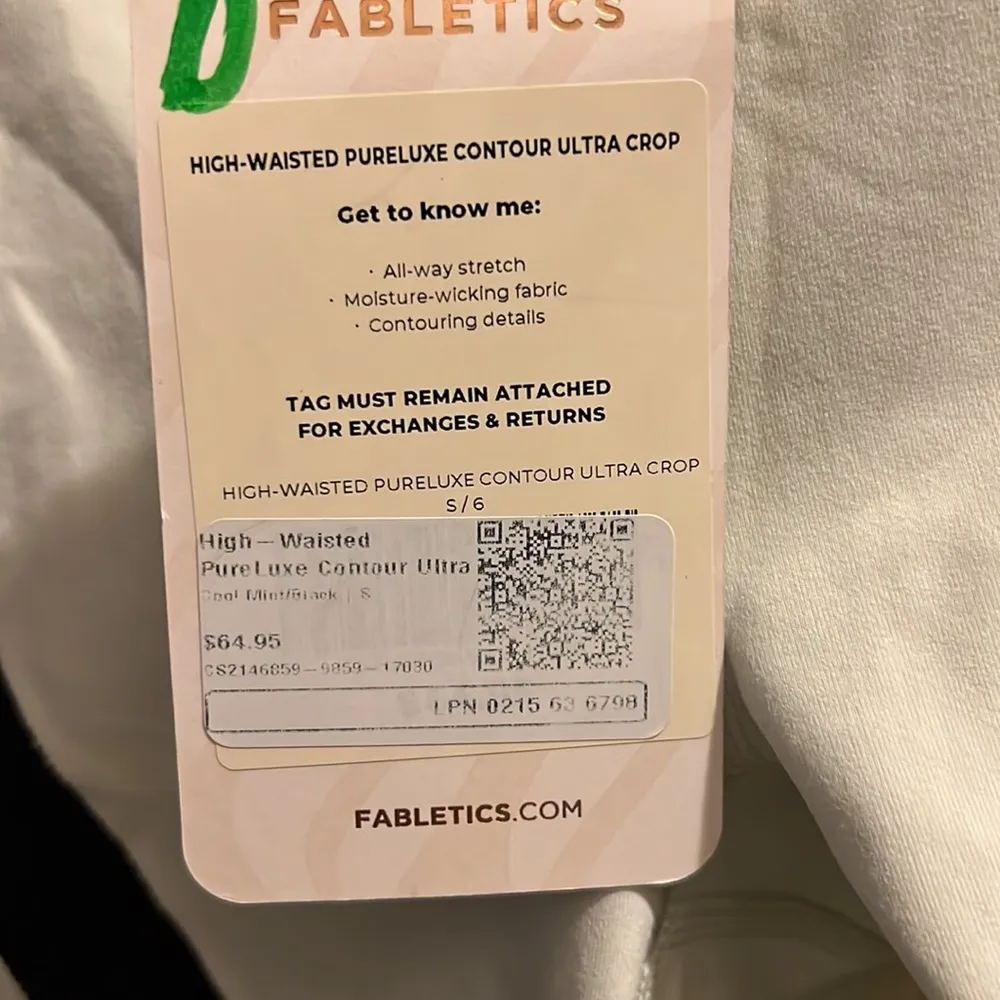 FABLETICS
HIGH-WAISTED PURELUXE CONTOUR ULTRA CROP
Get to know me:
· All-way stretch
· Moisture-wicking fabric
· Contouring details
TAG MUST REMAIN ATTACHED
FOR EXCHANGES & RETURNS
HIGH-WAISTED PURELUXE CONTOUR ULTRA CROP
S / 6
High-Waisted
PureLuxe Contour Ultra
Cool Mint/Black | S
$64.95
CS2146859-9859-17030
LPN 0215 63 6798
FABLETICS.COM